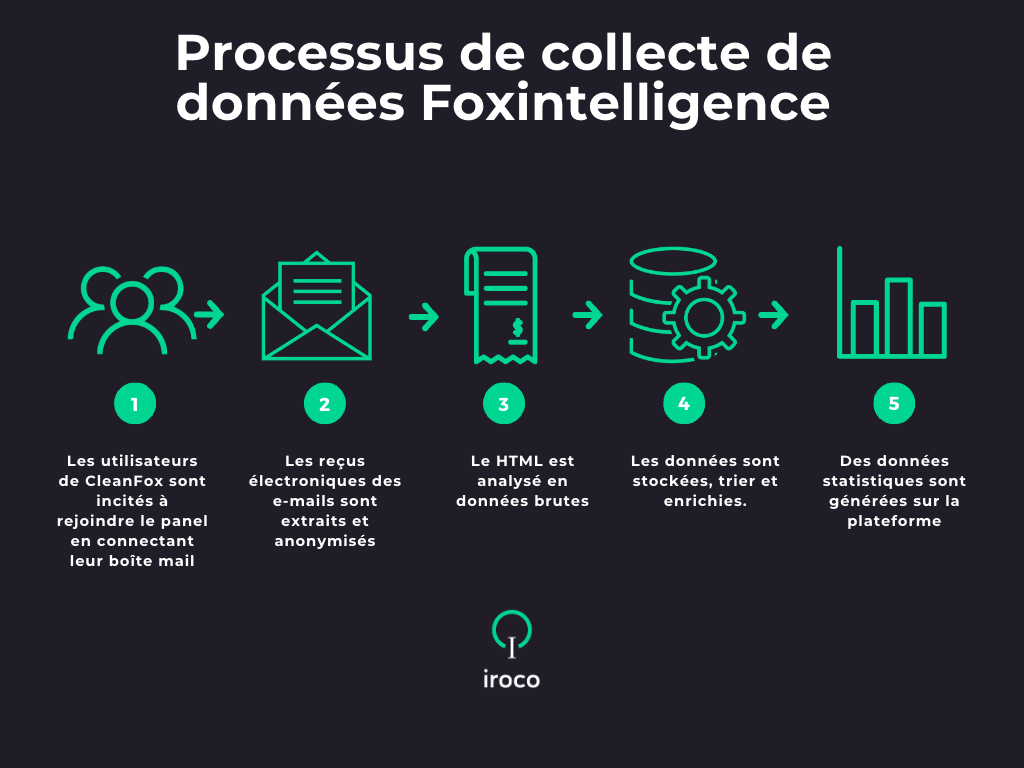 Processus de collecte de
données Foxintelligence
$
1
Les utilisateurs
de CleanFox sont
incités à
rejoindre le panel
en connectant
leur boîte mail
2
Les reçus
électroniques des
e-mails sont
extraits et
anonymisés
3
Le HTML est
analysé en
données brutes
4
Les données sont
stockées, trier et
enrichies.
5
Des données
statistiques sont
générées sur la
plateforme
iroco